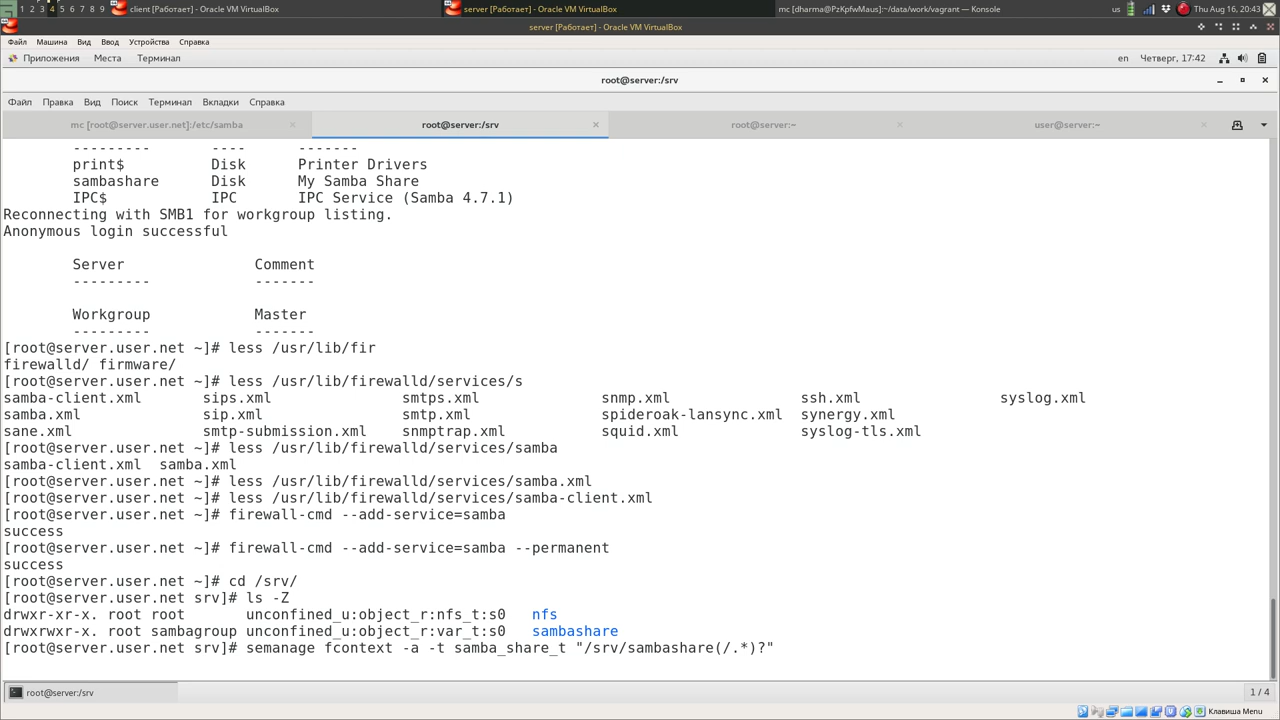 1 2 3 4 5 6 7 8 9 client [Работает] - Oracle VM VirtualBox server [Работает] - Oracle VM VirtualBox mc [dharma@PzKpfwMaus]:~/data/work/vagrant — Konsole us Thu Aug 16, 20:43
server [Работает] - Oracle VM VirtualBox
Файл Машина Вид Ввод Устройства Справка
Приложения Места Терминал en Четверг, 17:42
root@server:/srv
Файл Правка Вид Поиск Терминал Вкладки Справка
mc [root@server.user.net]:/etc/samba root@server:/srv root@server:~ user@server:~
--------- ---- -------
print$ Disk Printer Drivers
sambashare Disk My Samba Share
IPC$ IPC IPC Service (Samba 4.7.1)
Reconnecting with SMB1 for workgroup listing.
Anonymous login successful
Server Comment
--------- -------
Workgroup Master
--------- -------
[root@server.user.net ~]# less /usr/lib/fir
firewalld/ firmware/
[root@server.user.net ~]# less /usr/lib/firewalld/services/s
samba-client.xml sips.xml smtps.xml snmp.xml ssh.xml syslog.xml
samba.xml sip.xml smtp.xml spideroak-lansync.xml synergy.xml
sane.xml smtp-submission.xml snmptrap.xml squid.xml syslog-tls.xml
[root@server.user.net ~]# less /usr/lib/firewalld/services/samba
samba-client.xml samba.xml
[root@server.user.net ~]# less /usr/lib/firewalld/services/samba.xml
[root@server.user.net ~]# less /usr/lib/firewalld/services/samba-client.xml
[root@server.user.net ~]# firewall-cmd --add-service=samba
success
[root@server.user.net ~]# firewall-cmd --add-service=samba --permanent
success
[root@server.user.net ~]# cd /srv/
[root@server.user.net srv]# ls -Z
drwxr-xr-x. root root unconfined_u:object_r:nfs_t:s0 nfs
drwxrwxr-x. root sambagroup unconfined_u:object_r:var_t:s0 sambashare
[root@server.user.net srv]# semanage fcontext -a -t samba_share_t "/srv/sambashare(/.*)?"
root@server:/srv 1 / 4
Клавиша Menu